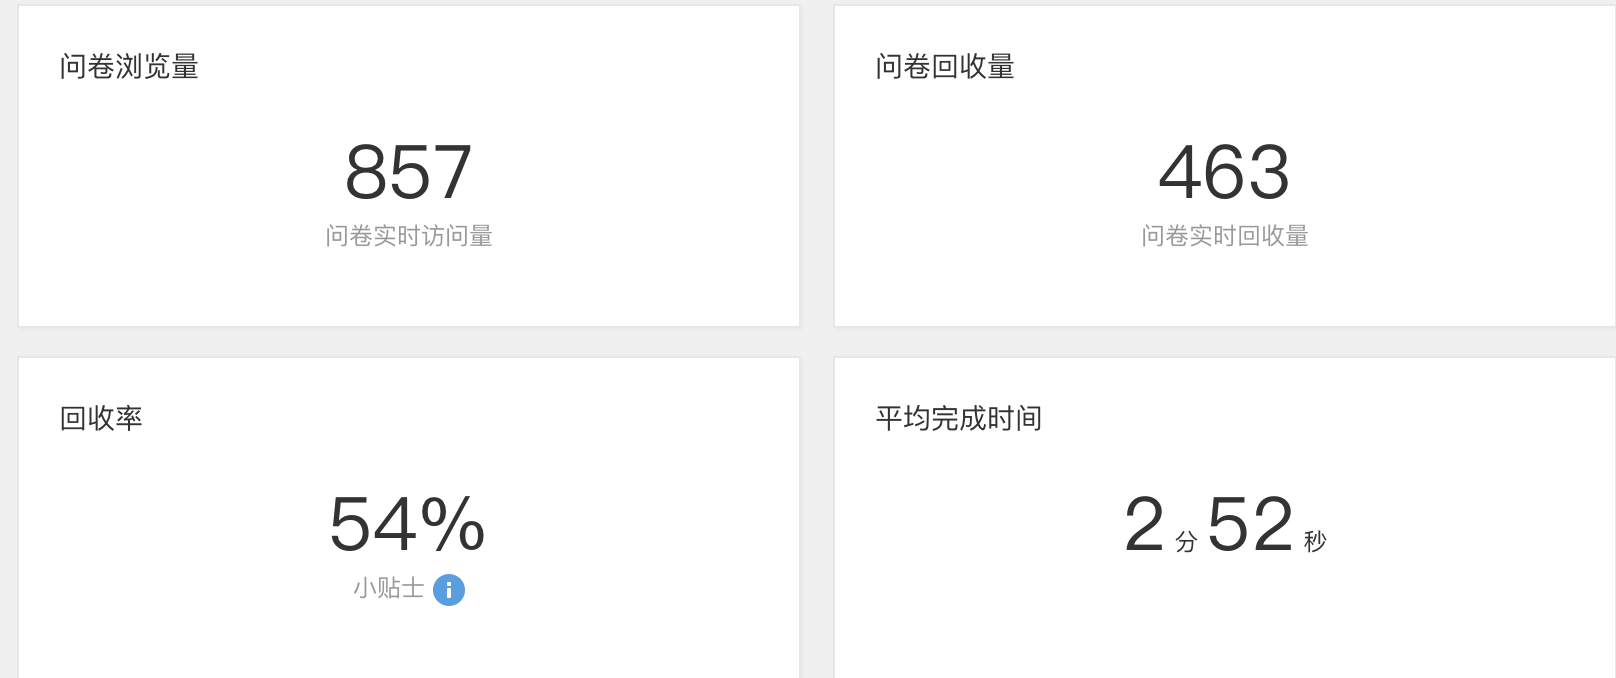 问卷浏览量
857
问卷实时访问量
问卷回收量
463
问卷实时回收量
回收率
54%
小贴士
平均完成时间
2 分 52 秒